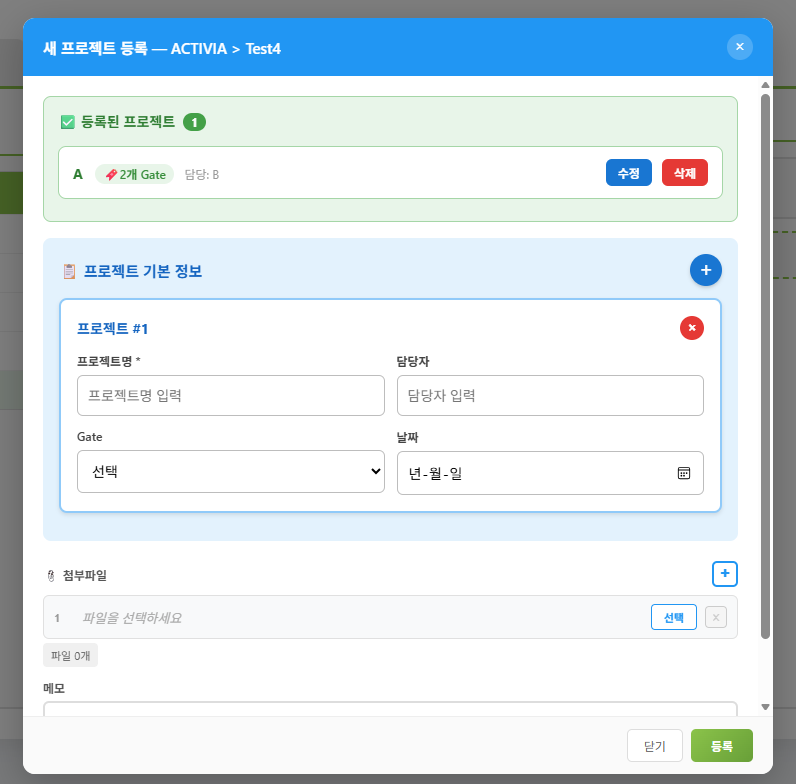 새 프로젝트 등록 — ACTIVIA > Test4
×
등록된 프로젝트 1
A 2개 Gate 담당: B 수정 삭제
프로젝트 기본 정보
+
프로젝트 #1
×
프로젝트명 * 담당자
프로젝트명 입력 담당자 입력
Gate 날짜
선택 년-월-일
첨부파일
+
1 파일을 선택하세요 선택 ×
파일 0개
메모
닫기 등록